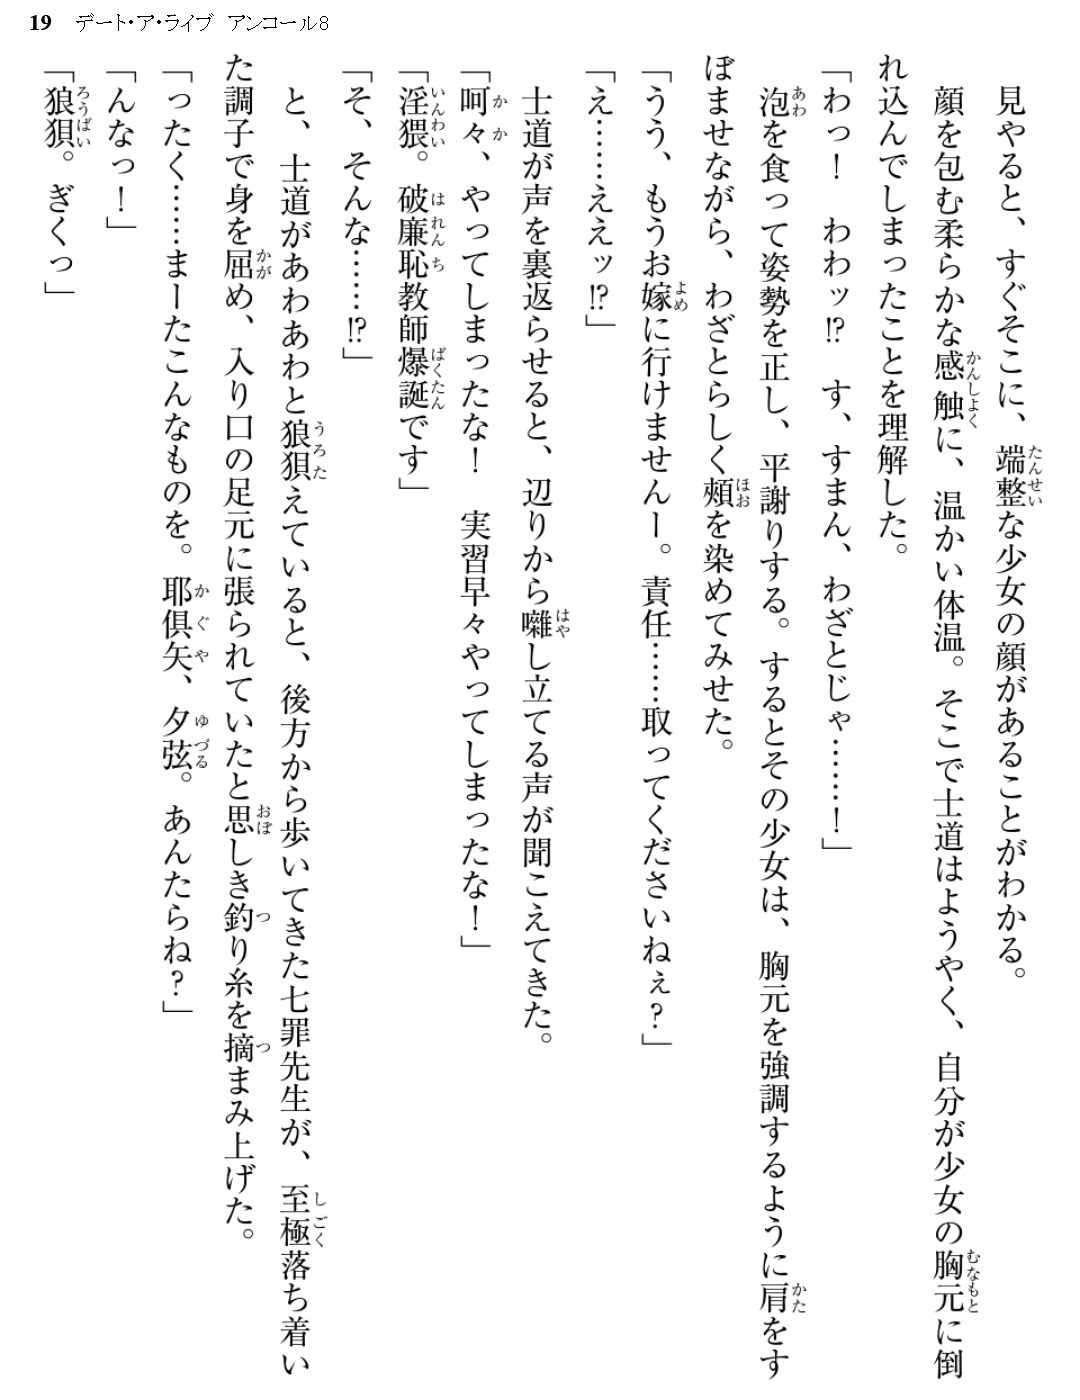 19 デート・ア・ライブ アンコール8
　見やると、すぐそこに、端整な少女の顔があることがわかる。
　顔を包む柔らかな感触に、温かい体温。そこで士道はようやく、自分が少女の胸元に倒
れ込んでしまったことを理解した。
「わっ！　わわッ!?　す、すまん、わざとじゃ……！」
　泡を食って姿勢を正し、平謝りする。するとその少女は、胸元を強調するように肩をす
ぼませながら、わざとらしく頰を染めてみせた。
「うう、もうお嫁に行けませんー。責任……取ってくださいねぇ？」
「え……ええッ!?」
　士道が声を裏返らせると、辺りから囃し立てる声が聞こえてきた。
「呵々、やってしまったな！　実習早々やってしまったな！」
「淫猥。破廉恥教師爆誕です」
「そ、そんな……!?」
　と、士道があわあわと狼狽えていると、後方から歩いてきた七罪先生が、至極落ち着い
た調子で身を屈め、入り口の足元に張られていたと思しき釣り糸を摘まみ上げた。
「ったく……まーたこんなものを。耶倶矢、夕弦。あんたらね？」
「んなっ！」
「狼狽。ぎくっ」